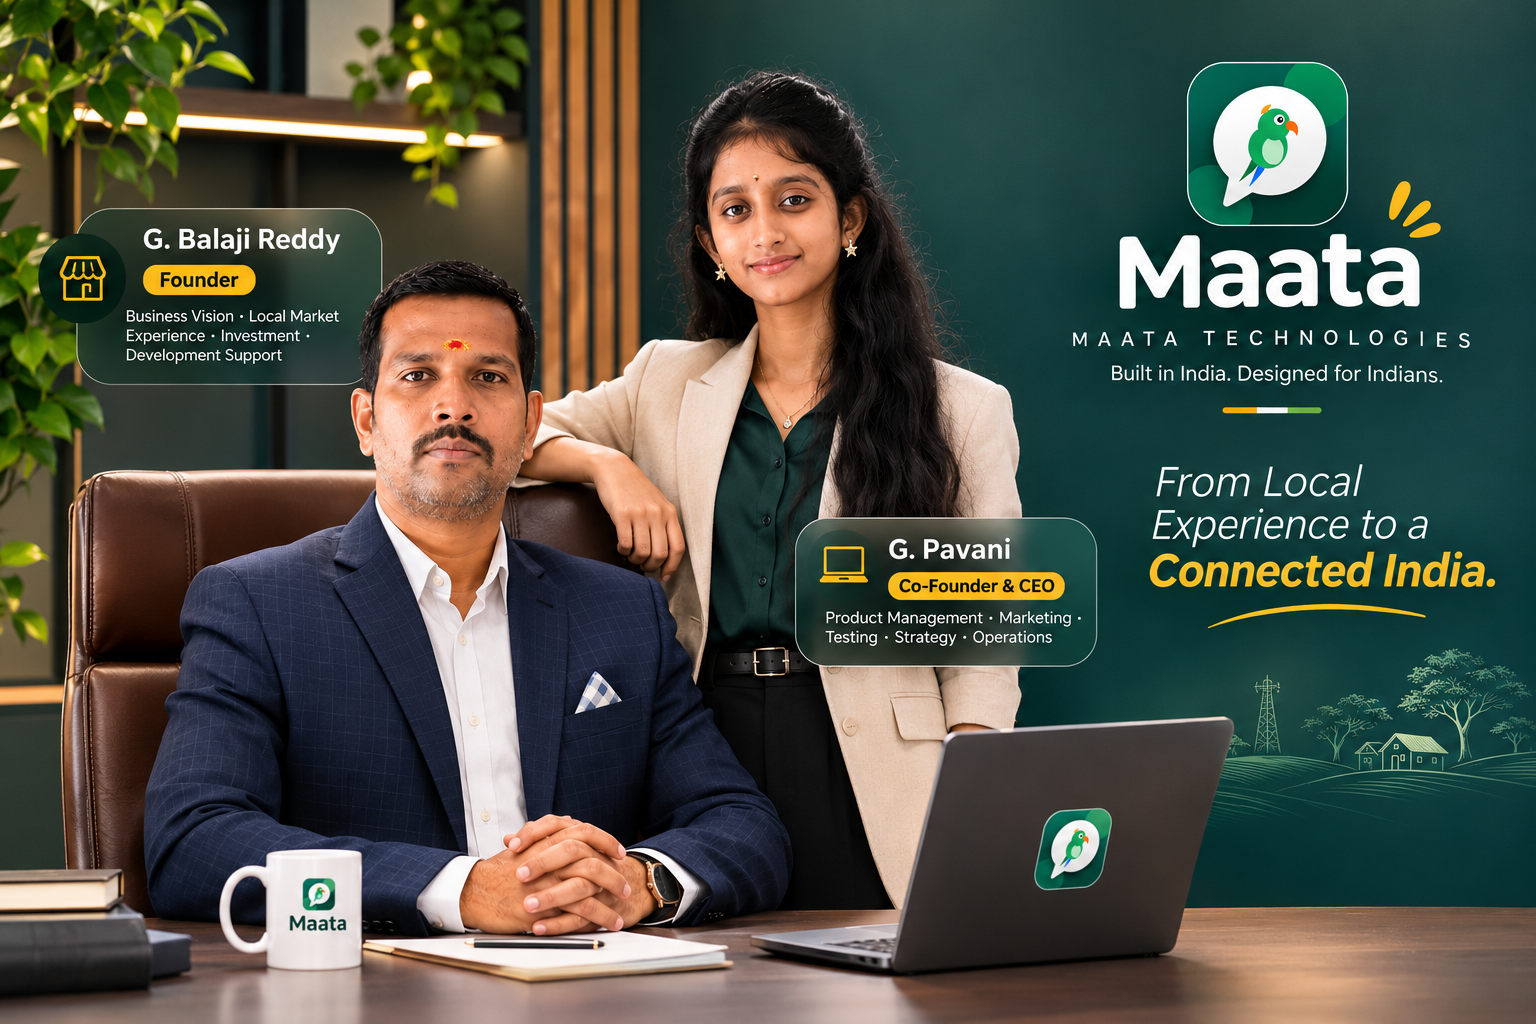 G. Balaji Reddy
Founder
Business Vision • Local Market
Experience • Investment •
Development Support
G. Pavani
Co-Founder & CEO
Product Management • Marketing •
Testing • Strategy • Operations
Maata
MAATA TECHNOLOGIES
Built in India. Designed for Indians.
From Local
Experience to a
Connected India.
Maata